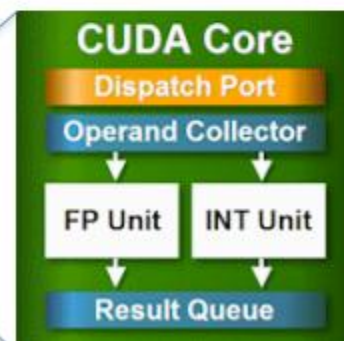 CUDA Core
Dispatch Port
Operand Collector
FP Unit INT Unit
Result Queue